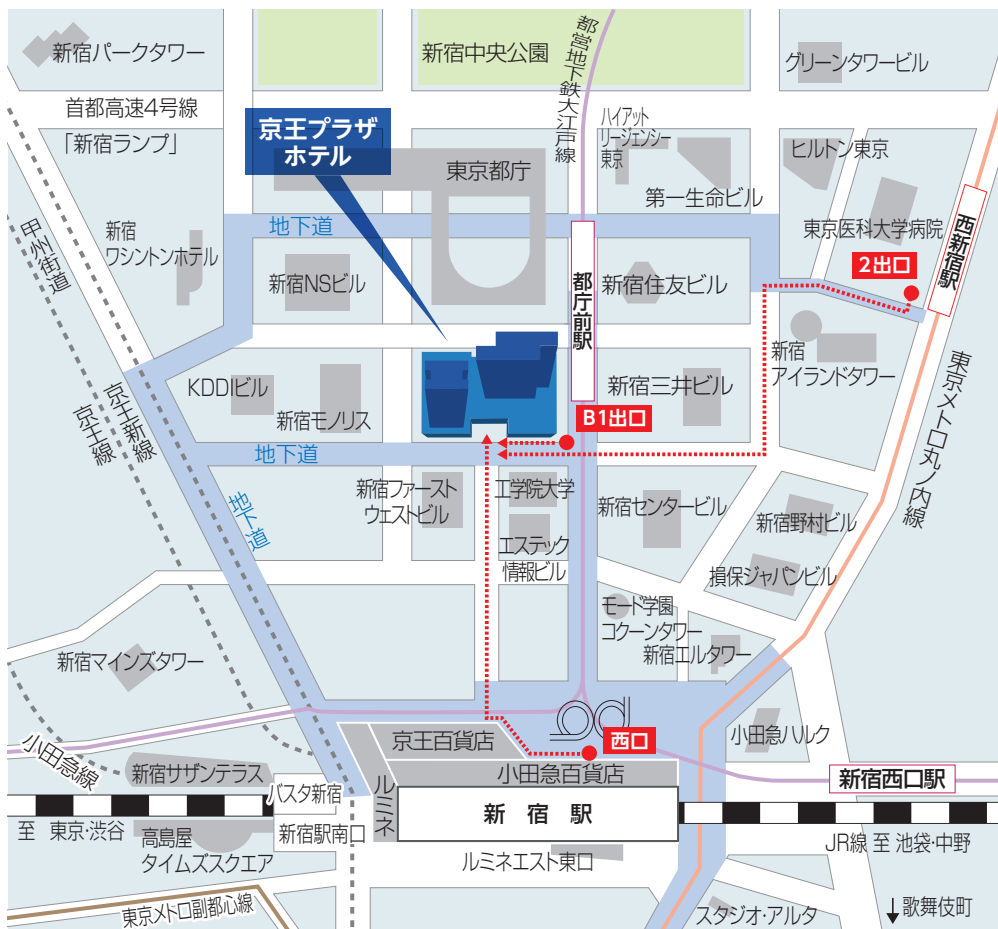 新宿パークタワー
新宿中央公園
都営地下鉄大江戸線
グリーンタワービル
首都高速4号線
「新宿ランプ」
京王プラザ
ホテル
東京都庁
ハイアット
リージェンシー
東京
ヒルトン東京
第一生命ビル
甲州街道
新宿
ワシントンホテル
地下道
東京医科大学病院
西新宿駅
2出口
新宿NSビル
都庁前駅
新宿住友ビル
新宿
アイランドタワー
東京メトロ丸ノ内線
京王新線
京王線
KDDIビル
新宿モノリス
新宿三井ビル
B1出口
地下道
地下道
新宿ファースト
ウェストビル
工学院大学
新宿センタービル
新宿野村ビル
エステック
情報ビル
損保ジャパンビル
モード学園
コクーンタワー
新宿エルタワー
新宿マインズタワー
小田急線
京王百貨店
西口
小田急ハルク
新宿サザンテラス
バスタ新宿
ルミネ
小田急百貨店
新宿西口駅
新宿駅
至 東京・渋谷
高島屋
タイムズスクエア
新宿駅南口
ルミネエスト東口
JR線 至 池袋・中野
東京メトロ副都心線
スタジオ・アルタ
↓歌舞伎町